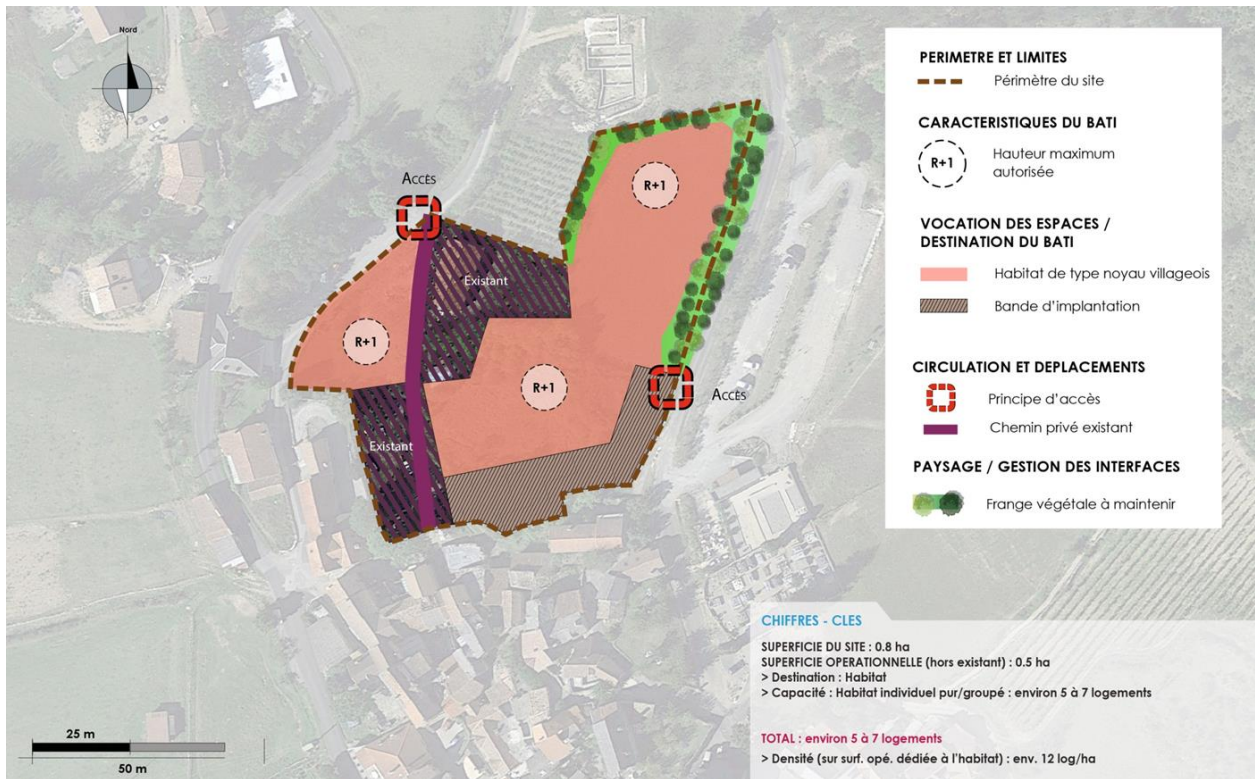 Nord
ACCÈS
R+1
Existant
R+1
R+1
ACCÈS
Existant
25 m
50 m
PERIMETRE ET LIMITES
Périmètre du site
CARACTERISTIQUES DU BATI
R+1
Hauteur maximum
autorisée
VOCATION DES ESPACES /
DESTINATION DU BATI
Habitat de type noyau villageois
Bande d'implantation
CIRCULATION ET DEPLACEMENTS
Principe d'accès
Chemin privé existant
PAYSAGE / GESTION DES INTERFACES
Frange végétale à maintenir
CHIFFRES - CLES
SUPERFICIE DU SITE : 0.8 ha
SUPERFICIE OPERATIONNELLE (hors existant) : 0.5 ha
> Destination : Habitat
> Capacité : Habitat individuel pur/groupé : environ 5 à 7 logements
TOTAL : environ 5 à 7 logements
> Densité (sur surf. opé. dédiée à l'habitat) : env. 12 log/ha